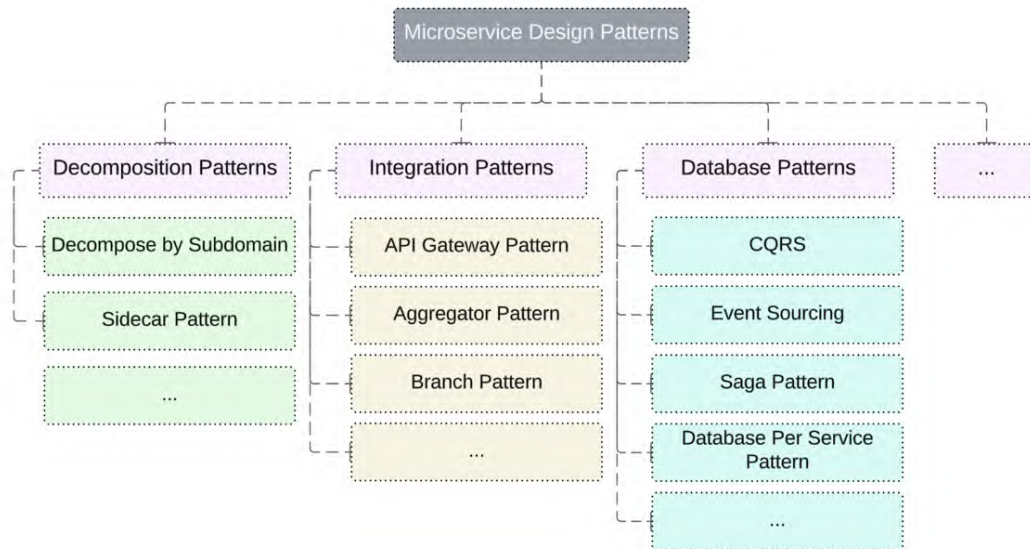 Microservice Design Patterns
Decomposition Patterns
Decompose by Subdomain
Sidecar Pattern
...
Integration Patterns
API Gateway Pattern
Aggregator Pattern
Branch Pattern
...
Database Patterns
CQRS
Event Sourcing
Saga Pattern
Database Per Service
Pattern
...
...